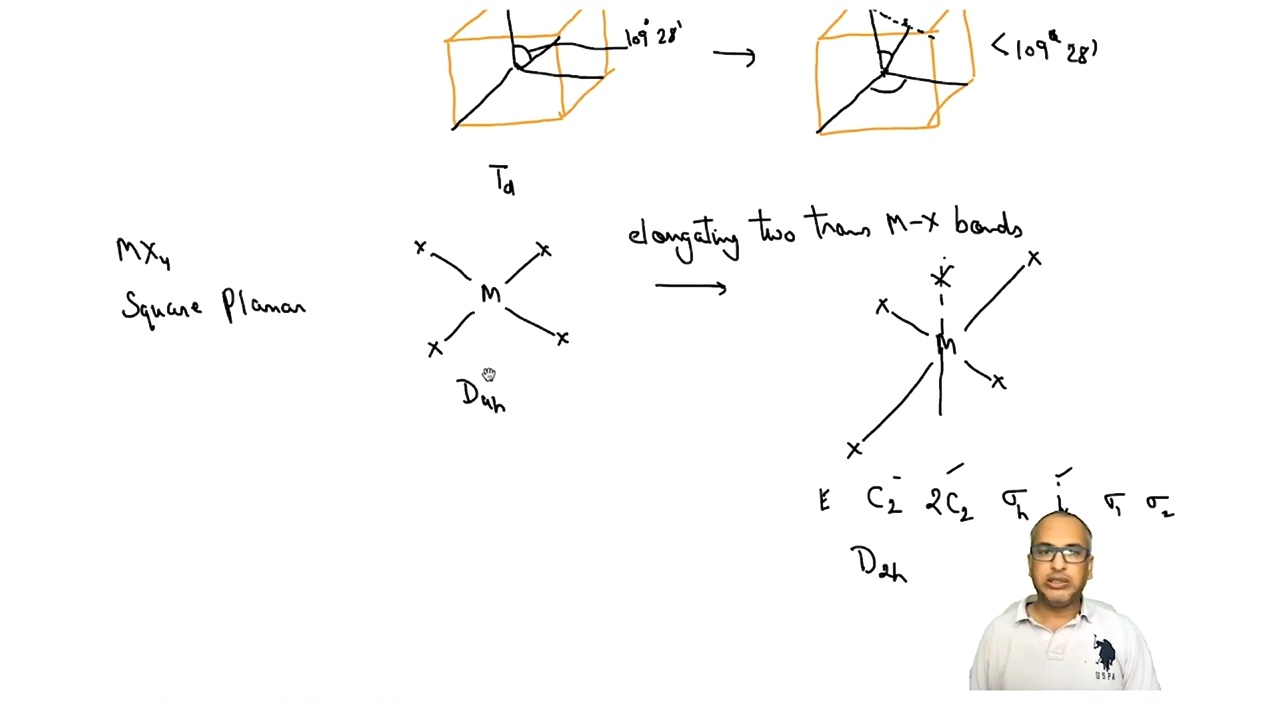 109° 28'
< 109° 28'
Td
elongating two trans M-X bonds
MX4
Square Planar
X X
M
X X
D4h
X
X
X
M
X
X
E C2 2C2 σh i σ1 σ2
D2h
USPA